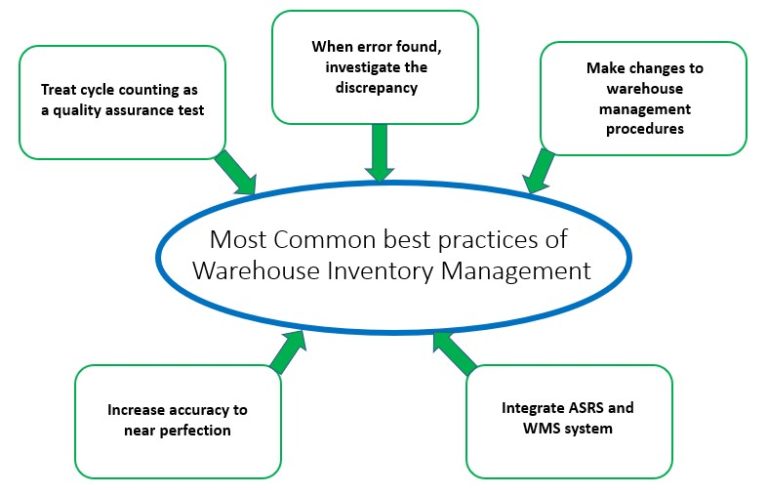 Treat cycle counting as
a quality assurance test
When error found,
investigate the
discrepancy
Make changes to
warehouse
management
procedures
Most Common best practices of
Warehouse Inventory Management
Increase accuracy to
near perfection
Integrate ASRS and
WMS system